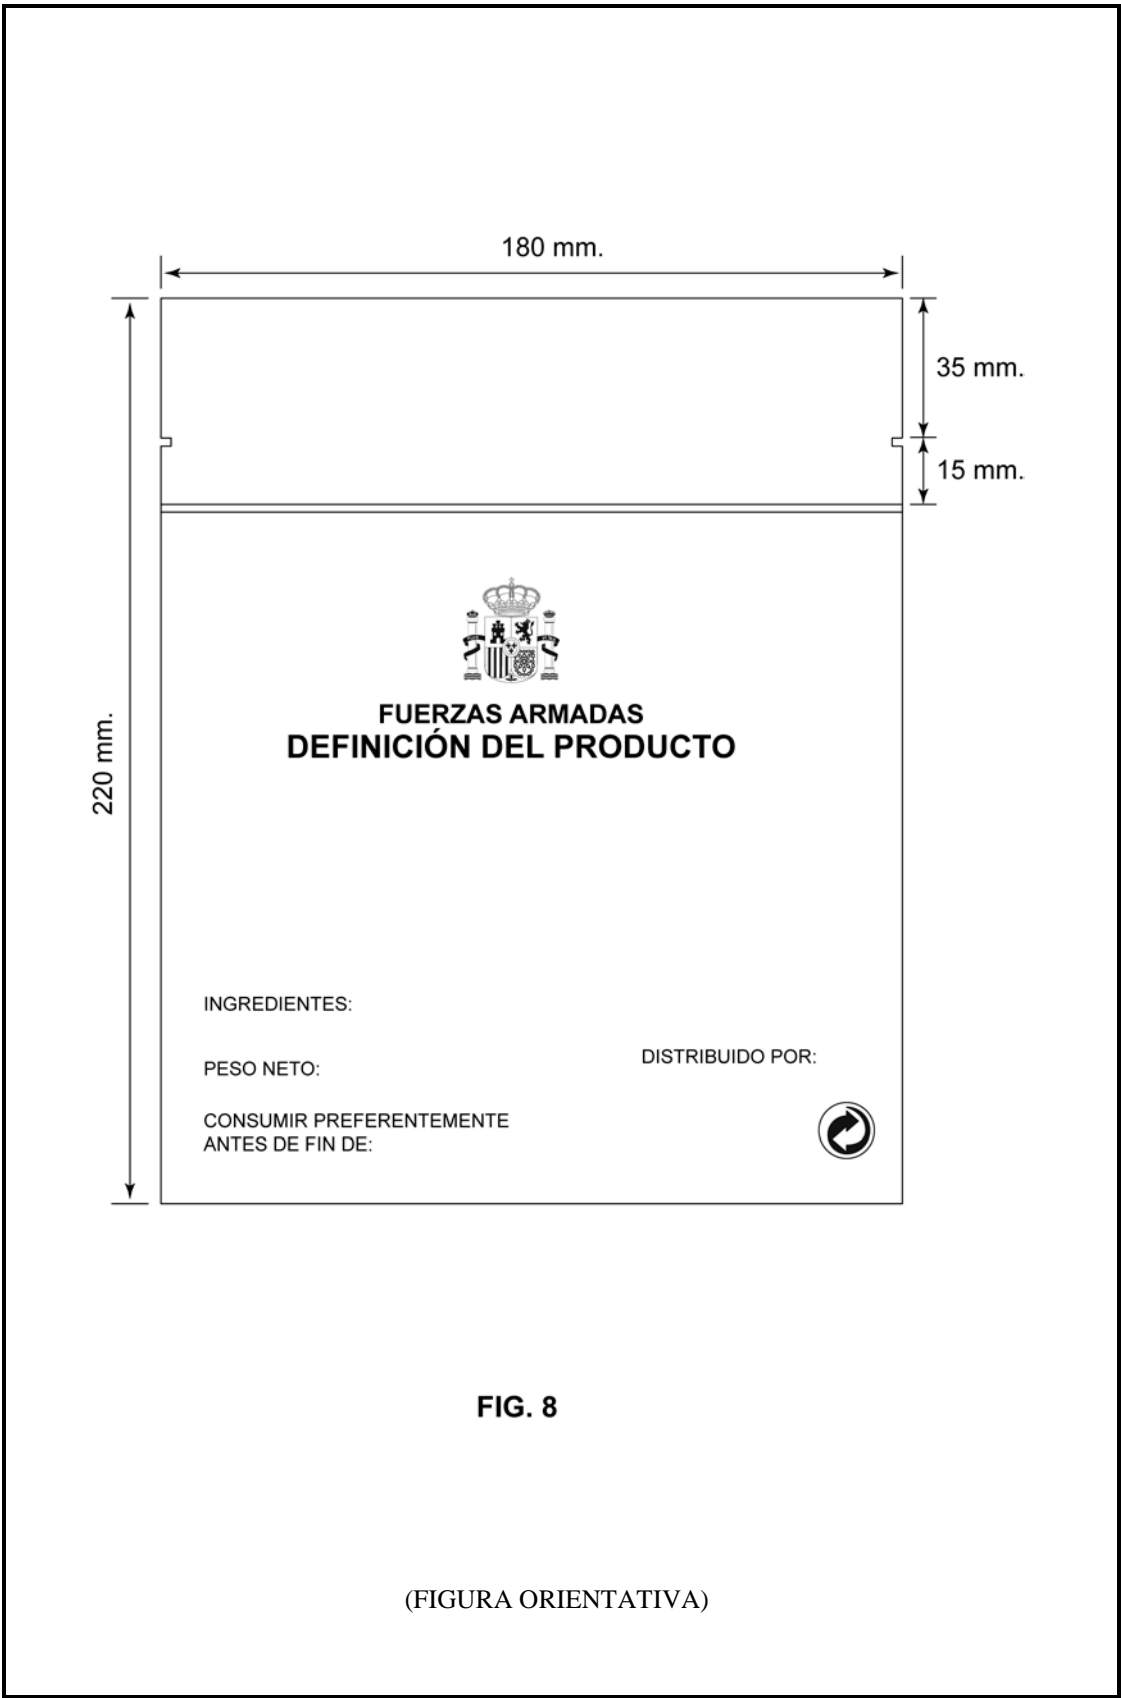 180 mm.
35 mm.
15 mm.
220 mm.
FUERZAS ARMADAS
DEFINICIÓN DEL PRODUCTO
INGREDIENTES:
DISTRIBUIDO POR:
PESO NETO:
CONSUMIR PREFERENTEMENTE
ANTES DE FIN DE:
FIG. 8
(FIGURA ORIENTATIVA)